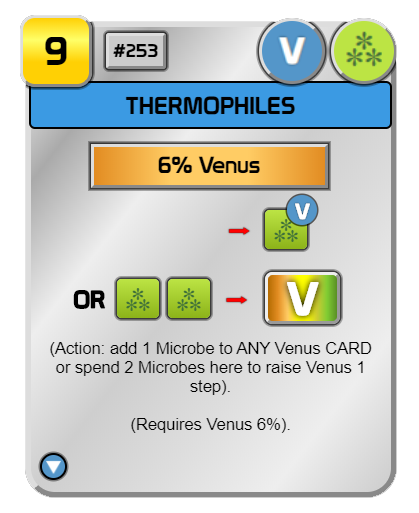 9
#253
V
THERMOPHILES
6% Venus
V
OR
V
(Action: add 1 Microbe to ANY Venus CARD
or spend 2 Microbes here to raise Venus 1
step).
(Requires Venus 6%).